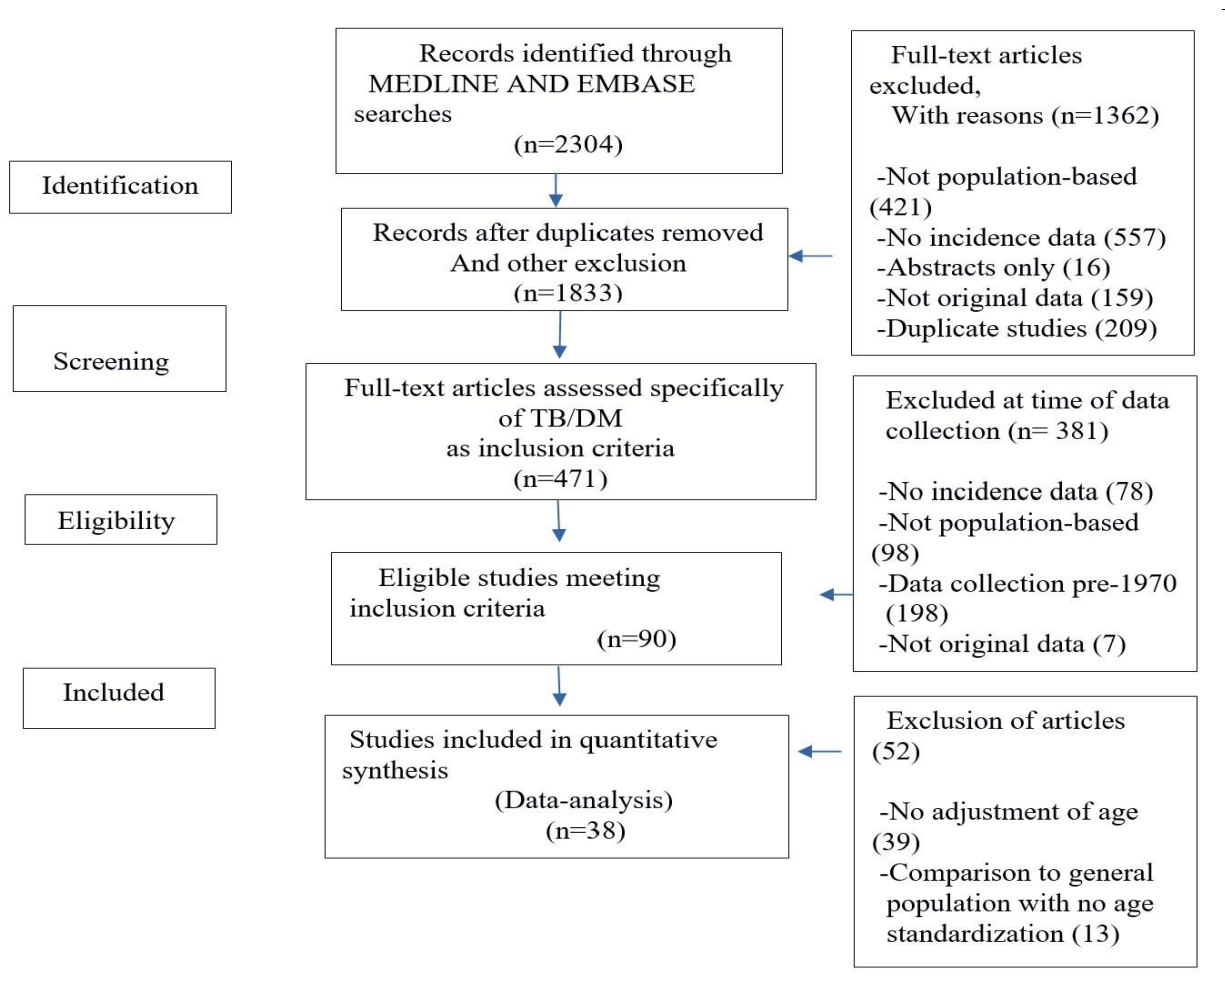 Records identified through
MEDLINE AND EMBASE
searches
(n=2304)
Full-text articles
excluded,
With reasons (n=1362)
-Not population-based
(421)
-No incidence data (557)
-Abstracts only (16)
-Not original data (159)
-Duplicate studies (209)
Identification
Records after duplicates removed
And other exclusion
(n=1833)
Screening
Full-text articles assessed specifically
of TB/DM
as inclusion criteria
(n=471)
Excluded at time of data
collection (n= 381)
-No incidence data (78)
-Not population-based
(98)
-Data collection pre-1970
(198)
-Not original data (7)
Eligibility
Eligible studies meeting
inclusion criteria
(n=90)
Included
Studies included in quantitative
synthesis
(Data-analysis)
(n=38)
Exclusion of articles
(52)
-No adjustment of age
(39)
-Comparison to general
population with no age
standardization (13)